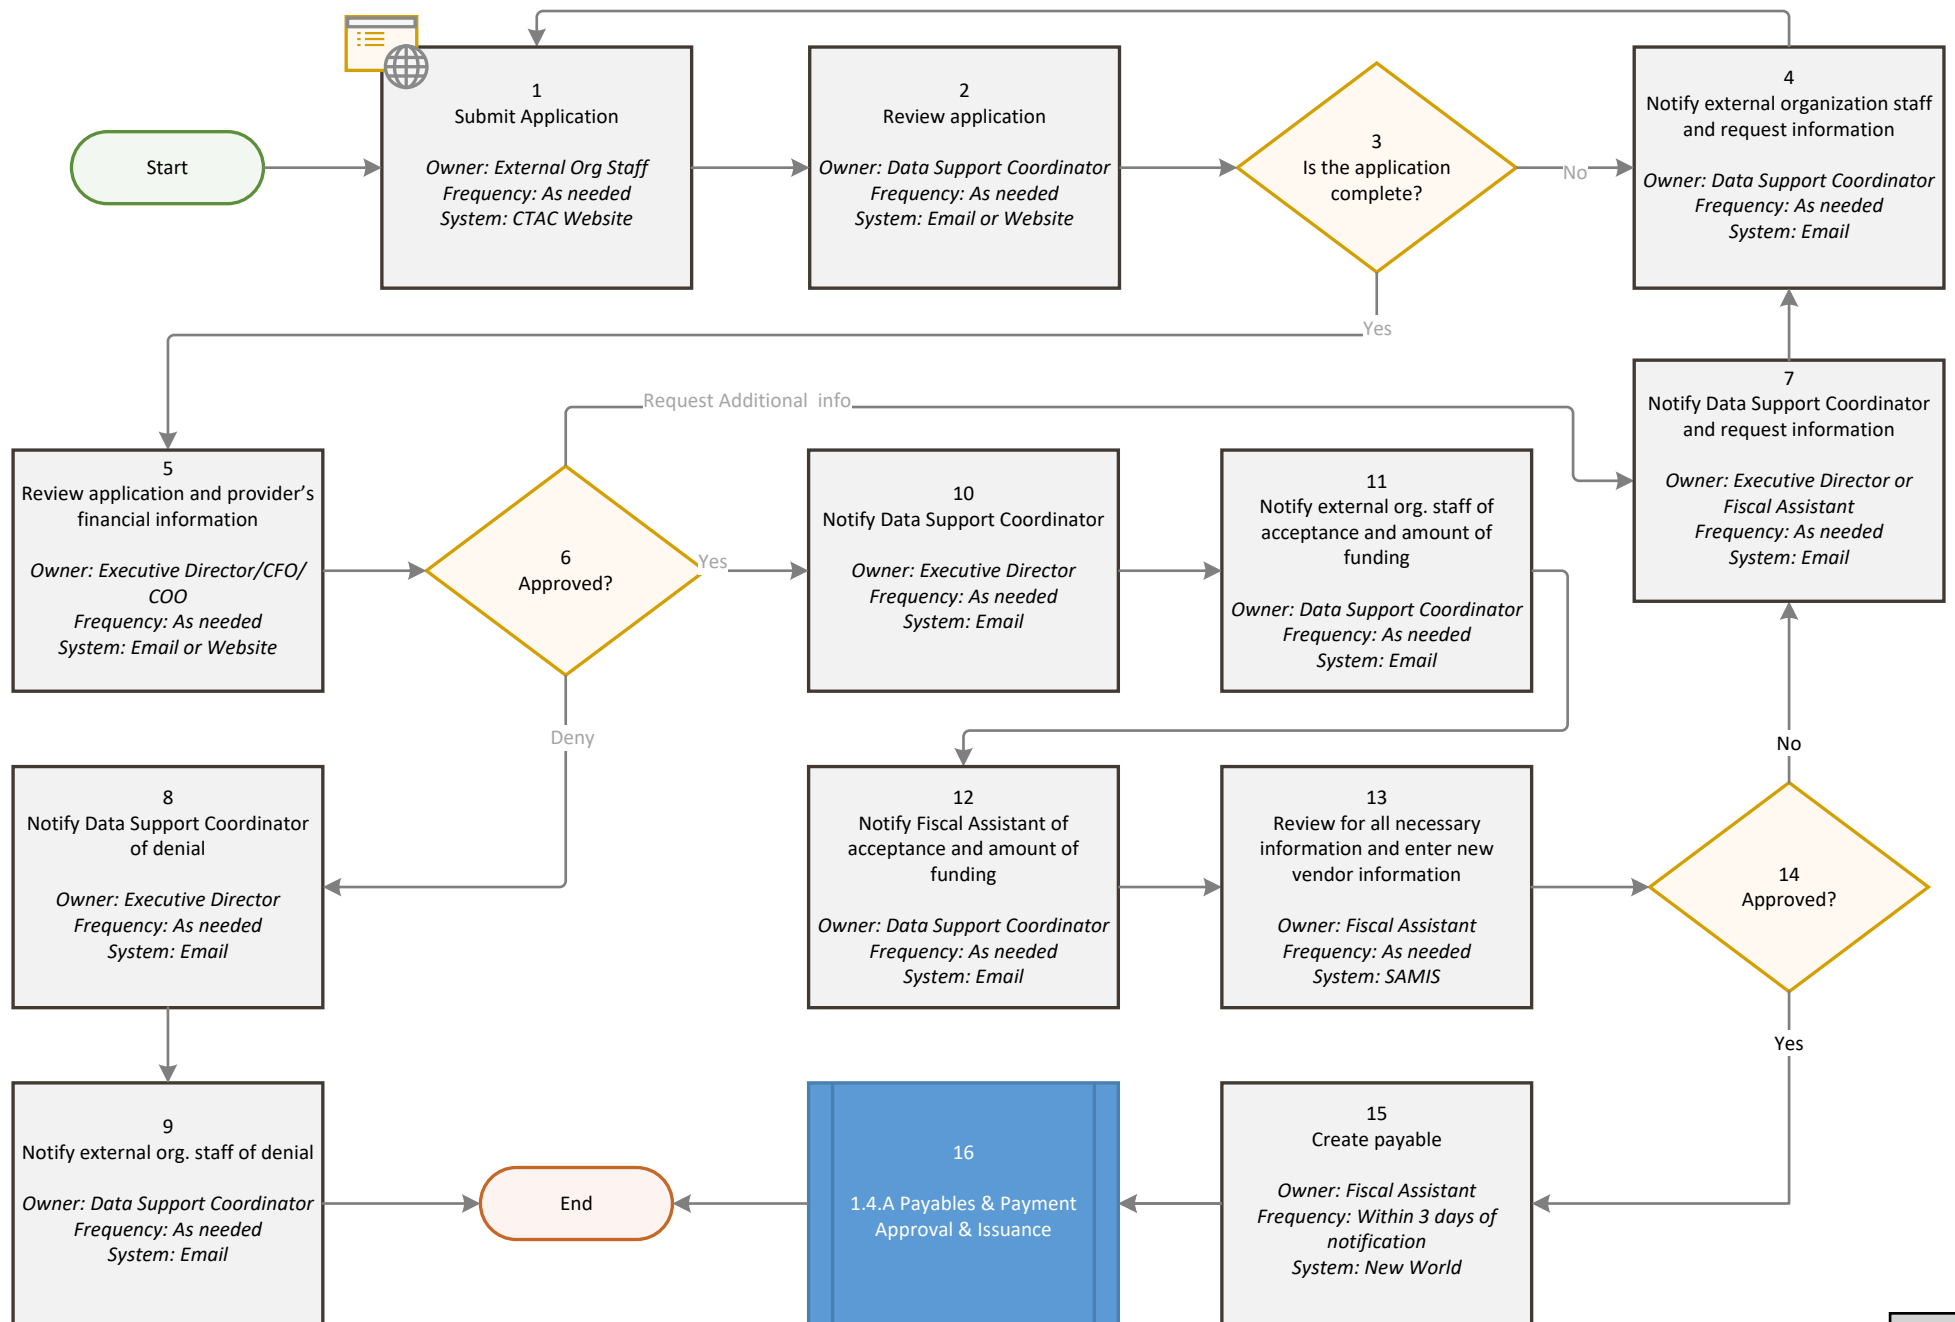 Start
1
Submit Application
Owner: External Org Staff
Frequency: As needed
System: CTAC Website
2
Review application
Owner: Data Support Coordinator
Frequency: As needed
System: Email or Website
3
Is the application
complete?
No
4
Notify external organization staff
and request information
Owner: Data Support Coordinator
Frequency: As needed
System: Email
Yes
5
Review application and provider’s
financial information
Owner: Executive Director/CFO/
COO
Frequency: As needed
System: Email or Website
6
Approved?
Request Additional  info
Yes
Deny
7
Notify Data Support Coordinator
and request information
Owner: Executive Director or
Fiscal Assistant
Frequency: As needed
System: Email
10
Notify Data Support Coordinator
Owner: Executive Director
Frequency: As needed
System: Email
11
Notify external org. staff of
acceptance and amount of
funding
Owner: Data Support Coordinator
Frequency: As needed
System: Email
8
Notify Data Support Coordinator
of denial
Owner: Executive Director
Frequency: As needed
System: Email
12
Notify Fiscal Assistant of
acceptance and amount of
funding
Owner: Data Support Coordinator
Frequency: As needed
System: Email
13
Review for all necessary
information and enter new
vendor information
Owner: Fiscal Assistant
Frequency: As needed
System: SAMIS
No
14
Approved?
Yes
9
Notify external org. staff of denial
Owner: Data Support Coordinator
Frequency: As needed
System: Email
End
16
1.4.A Payables & Payment
Approval & Issuance
15
Create payable
Owner: Fiscal Assistant
Frequency: Within 3 days of
notification
System: New World